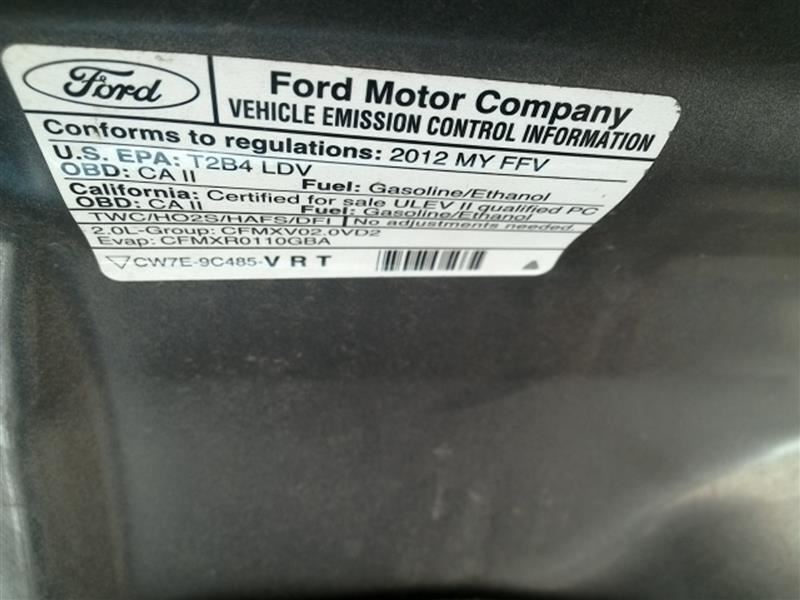 Ford
Ford Motor Company
VEHICLE EMISSION CONTROL INFORMATION
Conforms to regulations: 2012 MY FFV
U.S. EPA: T2B4 LDV
OBD: CA II Fuel: Gasoline/Ethanol
California: Certified for sale ULEV II qualified PC
OBD: CA II Fuel: Gasoline/Ethanol
TWC/HO2S/HAFS/DFI No adjustments needed.
2.0L-Group: CFMXV02.0VD2
Evap: CFMXR0110GBA
CW7E-9C485-V R T